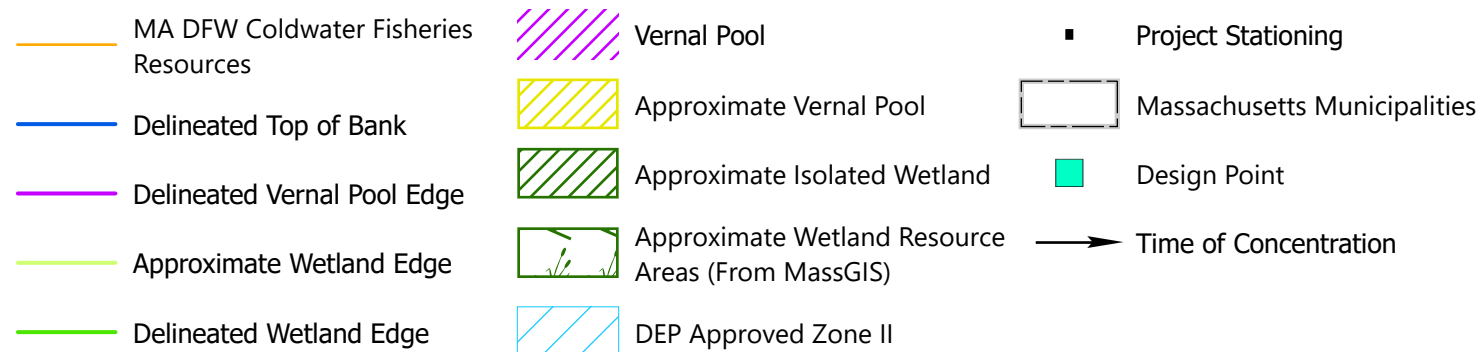 MA DFW Coldwater Fisheries
Resources
Delineated Top of Bank
Delineated Vernal Pool Edge
Approximate Wetland Edge
Delineated Wetland Edge
Vernal Pool
Approximate Vernal Pool
Approximate Isolated Wetland
Approximate Wetland Resource
Areas (From MassGIS)
DEP Approved Zone II
Project Stationing
Massachusetts Municipalities
Design Point
Time of Concentration